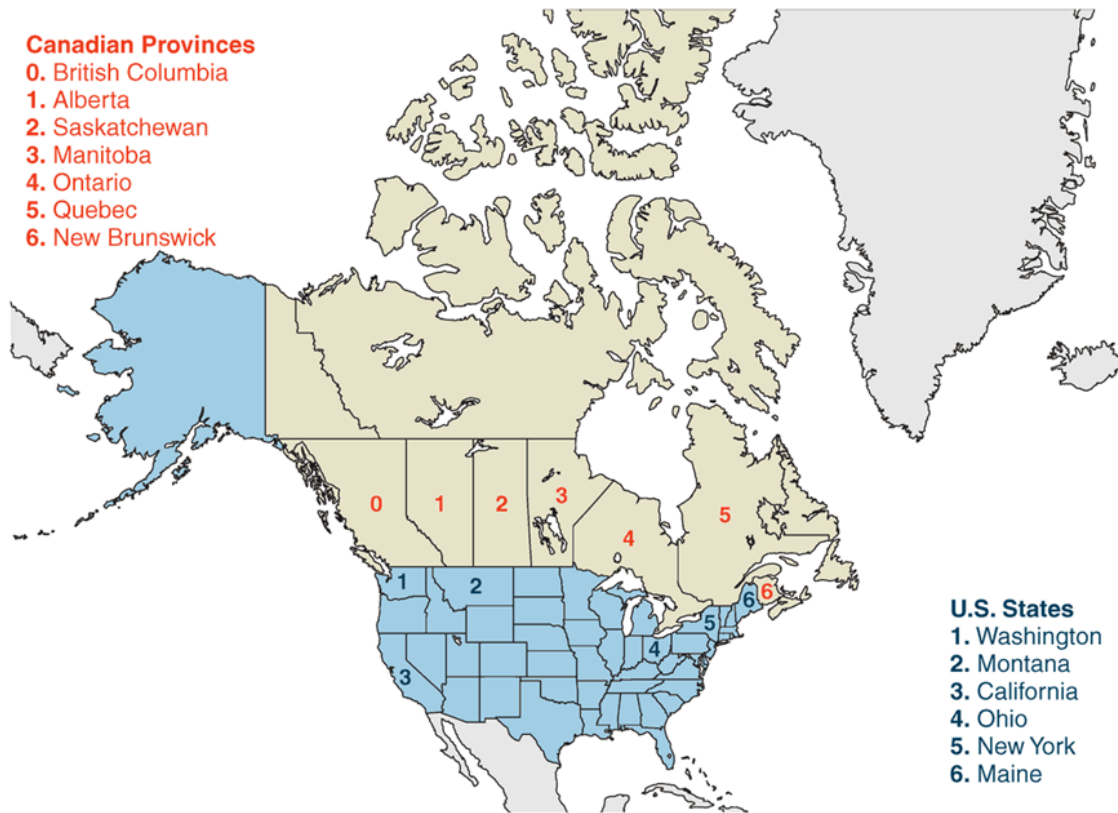 Canadian Provinces
0. British Columbia
1. Alberta
2. Saskatchewan
3. Manitoba
4. Ontario
5. Quebec
6. New Brunswick
0
1
2
3
4
5
6
1
2
3
4
5
6
U.S. States
1. Washington
2. Montana
3. California
4. Ohio
5. New York
6. Maine